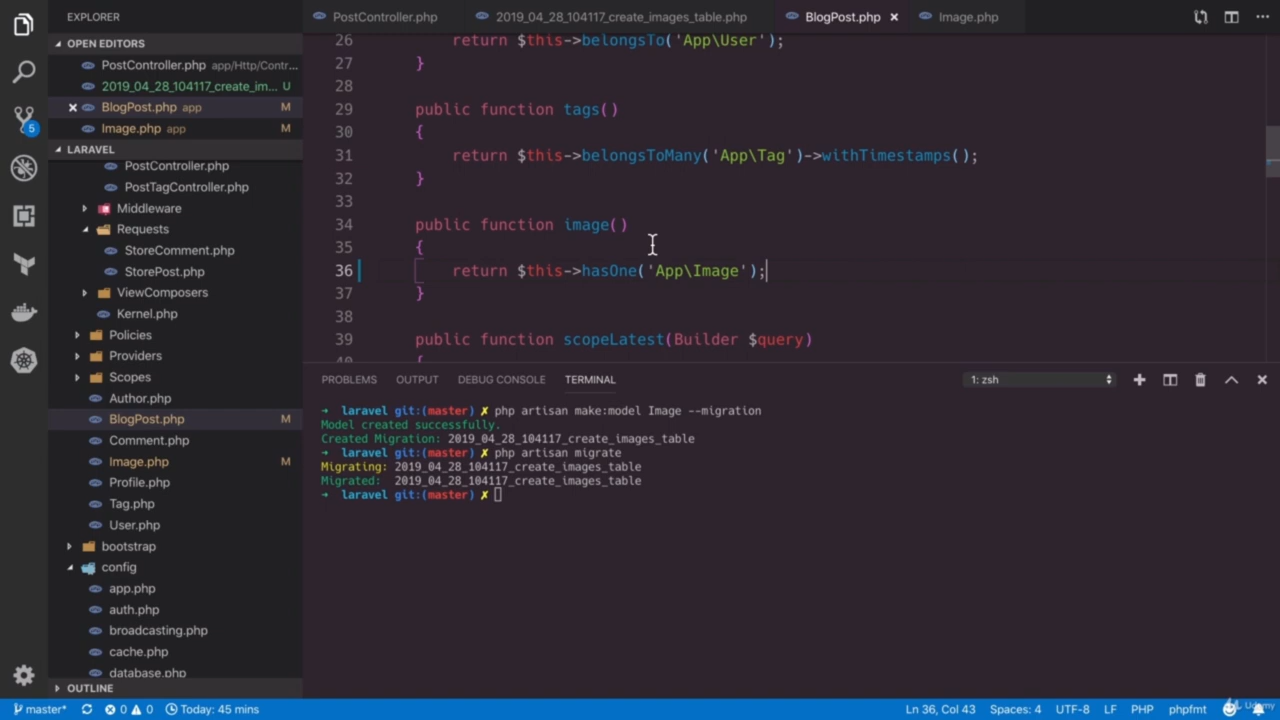 EXPLORER
OPEN EDITORS
PostController.php app/Http/Contr...
2019_04_28_104117_create_im... U
BlogPost.php app M
Image.php app M
LARAVEL
PostController.php
PostTagController.php
Middleware
Requests
StoreComment.php
StorePost.php
ViewComposers
Kernel.php
Policies
Providers
Scopes
Author.php
BlogPost.php M
Comment.php
Image.php M
Profile.php
Tag.php
User.php
bootstrap
config
app.php
auth.php
broadcasting.php
cache.php
database.php
OUTLINE
5
PostController.php 2019_04_28_104117_create_images_table.php BlogPost.php Image.php
26 return $this->belongsTo('App\User');
27 }
28
29 public function tags()
30 {
31 return $this->belongsToMany('App\Tag')->withTimestamps();
32 }
33
34 public function image()
35 {
36 return $this->hasOne('App\Image');
37 }
38
39 public function scopeLatest(Builder $query)
40 {
PROBLEMS OUTPUT DEBUG CONSOLE TERMINAL 1: zsh
→ laravel git:(master) ✗ php artisan make:model Image --migration
Model created successfully.
Created Migration: 2019_04_28_104117_create_images_table
→ laravel git:(master) ✗ php artisan migrate
Migrating: 2019_04_28_104117_create_images_table
Migrated: 2019_04_28_104117_create_images_table
→ laravel git:(master) ✗
master* 0 0 Today: 45 mins Ln 36, Col 43 Spaces: 4 UTF-8 LF PHP phpfmt
Udemy